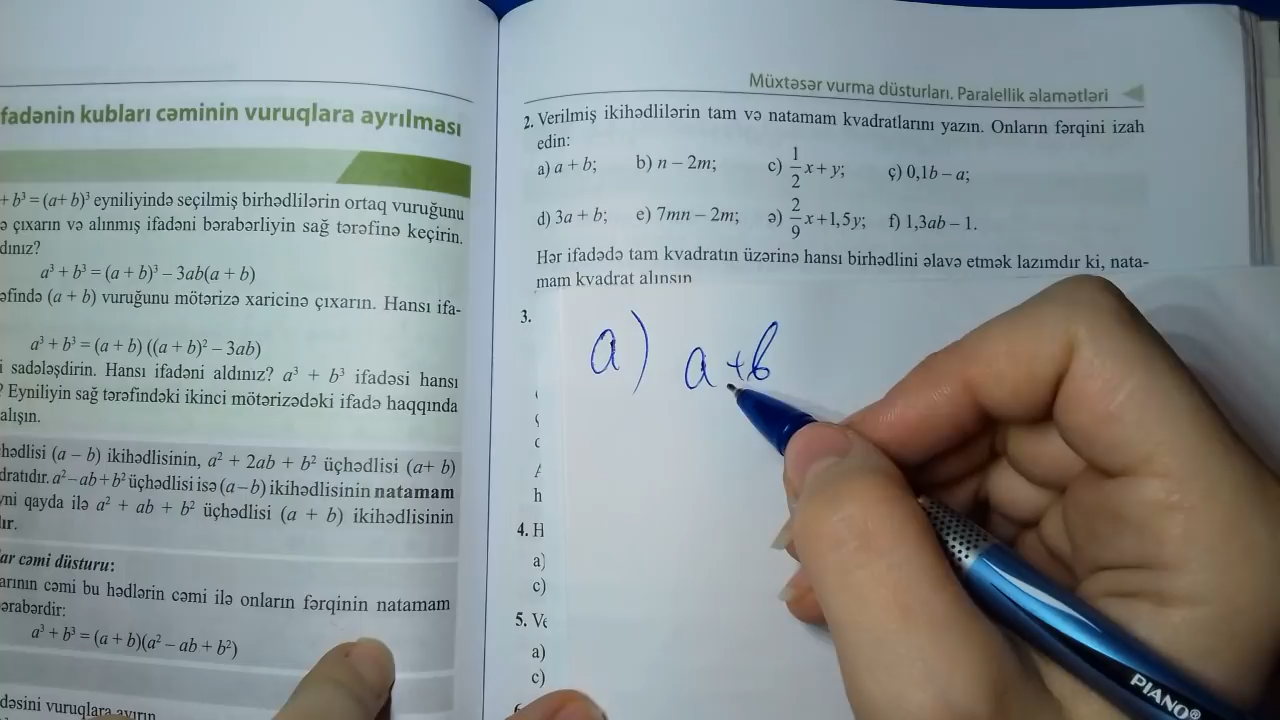 fadənin kubları cəminin vuruqlara ayrılması
+ b³ = (a+ b)³ eyniliyində seçilmiş birhədlilərin ortaq vuruğunu
ə çıxarın və alınmış ifadəni bərabərliyin sağ tərəfinə keçirin.
dınız?
a³ + b³ = (a + b)³ – 3ab(a + b)
əfində (a + b) vuruğunu mötərizə xaricinə çıxarın. Hansı ifa-
a³ + b³ = (a + b) ((a + b)² – 3ab)
i sadələşdirin. Hansı ifadəni aldınız? a³ + b³ ifadəsi hansı
? Eyniliyin sağ tərəfindəki ikinci mötərizədəki ifadə haqqında
alışın.
hədlisi (a – b) ikihədlisinin, a² + 2ab + b² üçhədlisi (a+ b)
dratıdır. a² – ab + b² üçhədlisi isə (a – b) ikihədlisinin natamam
yni qayda ilə a² + ab + b² üçhədlisi (a + b) ikihədlisinin
ır.
ar cəmi düsturu:
arının cəmi bu hədlərin cəmi ilə onların fərqinin natamam
ərabərdir:
a³ + b³ = (a + b)(a² – ab + b²)
dəsini vuruqlara ayırın
Müxtəsər vurma düsturları. Paralellik əlamətləri
2. Verilmiş ikihədlilərin tam və natamam kvadratlarını yazın. Onların fərqini izah
edin:
a) a + b; b) n – 2m; c) 1/2 x + y; ç) 0,1b – a;
d) 3a + b; e) 7mn – 2m; ə) 2/9 x + 1,5y; f) 1,3ab – 1.
Hər ifadədə tam kvadratın üzərinə hansı birhədlini əlavə etmək lazımdır ki, nata-
mam kvadrat alınsın
3.
a) a + b
h
4. H
a)
c)
5. Ve
a)
c)
PIANO®